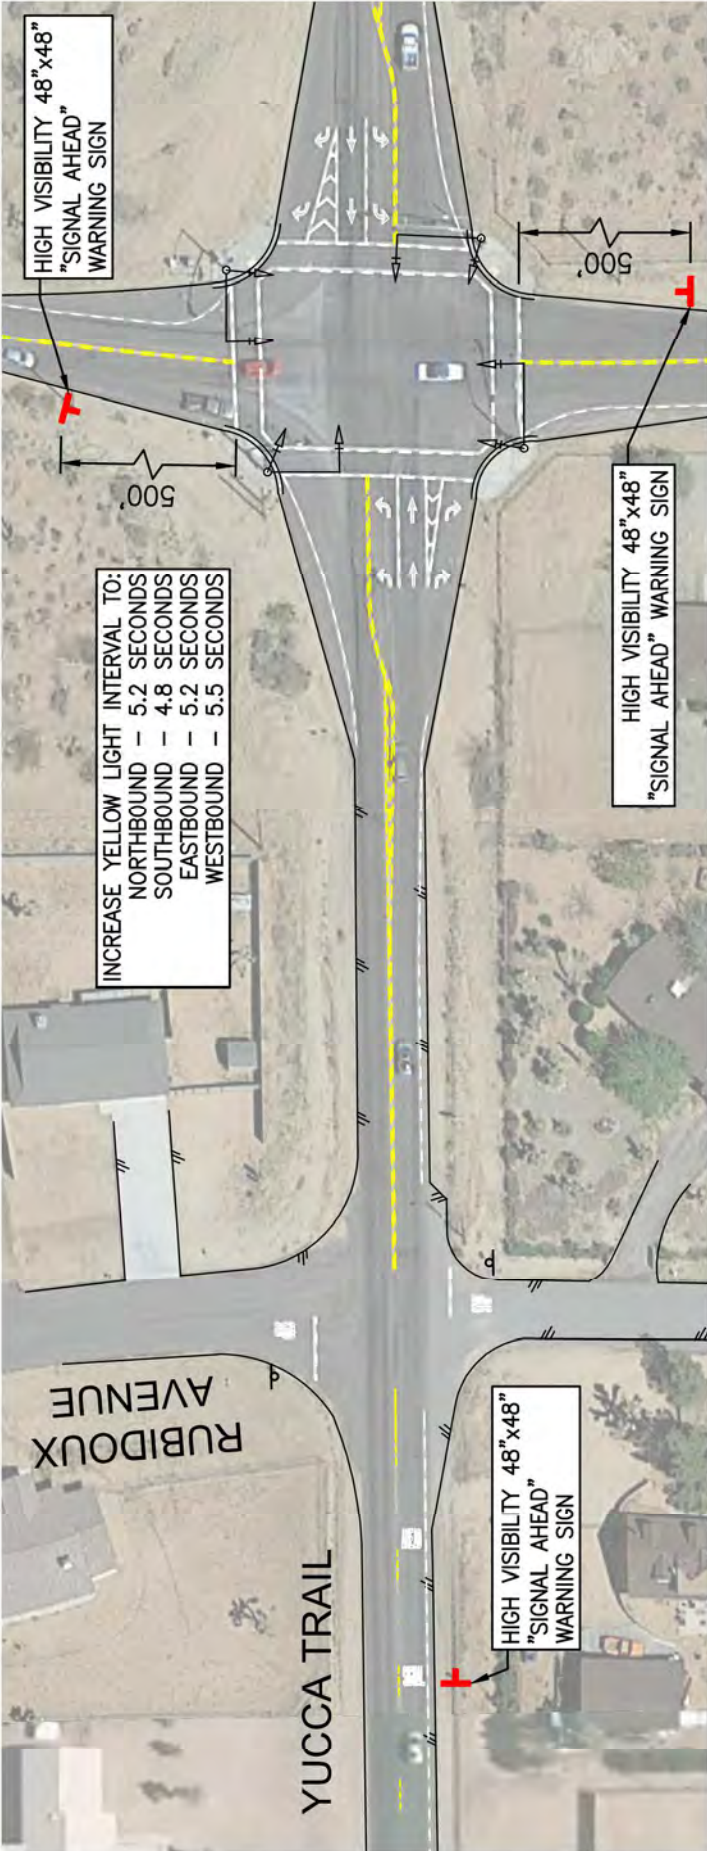 HIGH VISIBILITY 48"x48"
"SIGNAL AHEAD"
WARNING SIGN
500'
500'
INCREASE YELLOW LIGHT INTERVAL TO:
NORTHBOUND – 5.2 SECONDS
SOUTHBOUND – 4.8 SECONDS
EASTBOUND – 5.2 SECONDS
WESTBOUND – 5.5 SECONDS
HIGH VISIBILITY 48"x48"
"SIGNAL AHEAD" WARNING SIGN
RUBIDOUX
AVENUE
YUCCA TRAIL
HIGH VISIBILITY 48"x48"
"SIGNAL AHEAD"
WARNING SIGN